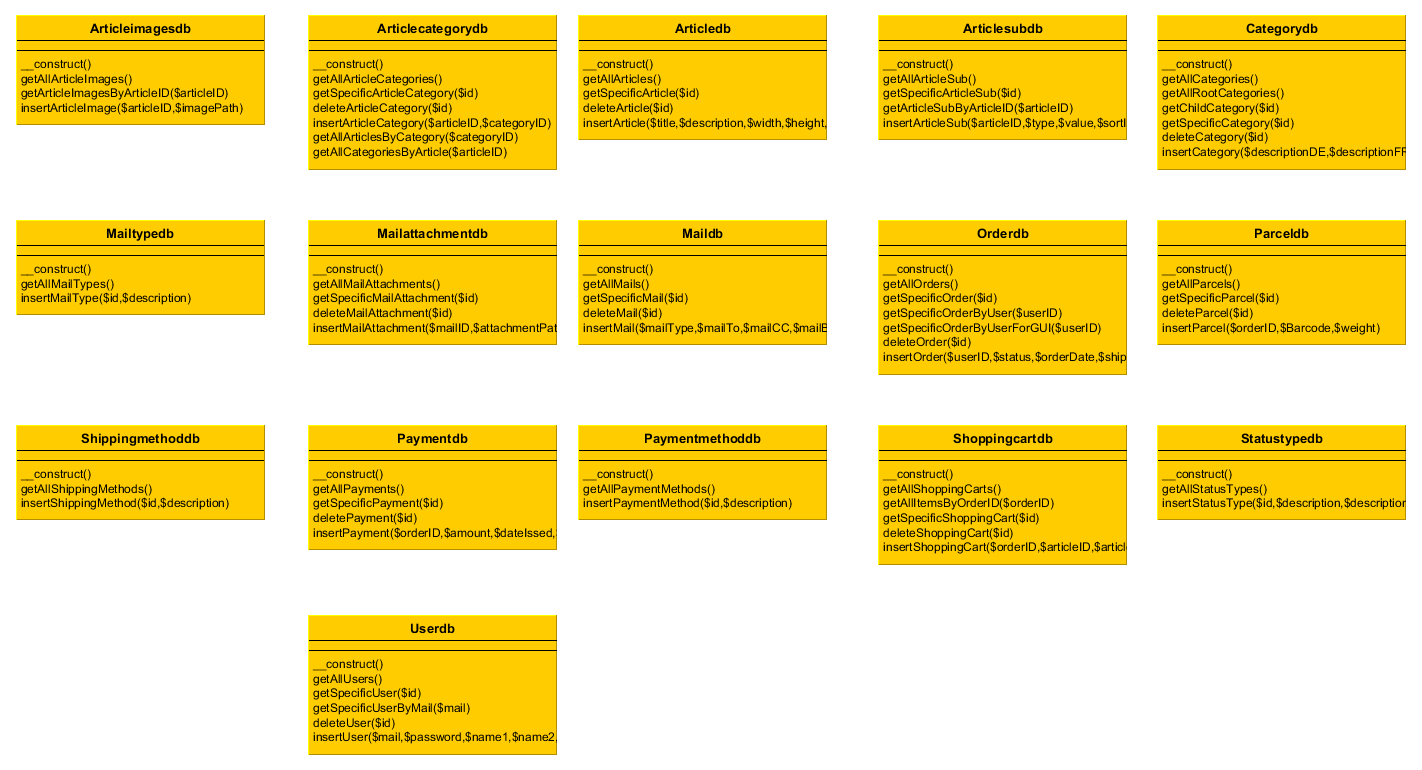 Articleimagesdb
__construct()
getAllArticleImages()
getArticleImagesByArticleID($articleID)
insertArticleImage($articleID,$imagePath)
Articlecategorydb
__construct()
getAllArticleCategories()
getSpecificArticleCategory($id)
deleteArticleCategory($id)
insertArticleCategory($articleID,$categoryID)
getAllArticlesByCategory($categoryID)
getAllCategoriesByArticle($articleID)
Articledb
__construct()
getAllArticles()
getSpecificArticle($id)
deleteArticle($id)
insertArticle($title,$description,$width,$height,
Articlesubdb
__construct()
getAllArticleSub()
getSpecificArticleSub($id)
getArticleSubByArticleID($articleID)
insertArticleSub($articleID,$type,$value,$sortI
Categorydb
__construct()
getAllCategories()
getAllRootCategories()
getChildCategory($id)
getSpecificCategory($id)
deleteCategory($id)
insertCategory($descriptionDE,$descriptionFR
Mailtypedb
__construct()
getAllMailTypes()
insertMailType($id,$description)
Mailattachmentdb
__construct()
getAllMailAttachments()
getSpecificMailAttachment($id)
deleteMailAttachment($id)
insertMailAttachment($mailID,$attachmentPat
Maildb
__construct()
getAllMails()
getSpecificMail($id)
deleteMail($id)
insertMail($mailType,$mailTo,$mailCC,$mailB
Orderdb
__construct()
getAllOrders()
getSpecificOrder($id)
getSpecificOrderByUser($userID)
getSpecificOrderByUserForGUI($userID)
deleteOrder($id)
insertOrder($userID,$status,$orderDate,$ship
Parceldb
__construct()
getAllParcels()
getSpecificParcel($id)
deleteParcel($id)
insertParcel($orderID,$Barcode,$weight)
Shippingmethoddb
__construct()
getAllShippingMethods()
insertShippingMethod($id,$description)
Paymentdb
__construct()
getAllPayments()
getSpecificPayment($id)
deletePayment($id)
insertPayment($orderID,$amount,$dateIssed,
Paymentmethoddb
__construct()
getAllPaymentMethods()
insertPaymentMethod($id,$description)
Shoppingcartdb
__construct()
getAllShoppingCarts()
getAllItemsByOrderID($orderID)
getSpecificShoppingCart($id)
deleteShoppingCart($id)
insertShoppingCart($orderID,$articleID,$articl
Statustypedb
__construct()
getAllStatusTypes()
insertStatusType($id,$description,$description
Userdb
__construct()
getAllUsers()
getSpecificUser($id)
getSpecificUserByMail($mail)
deleteUser($id)
insertUser($mail,$password,$name1,$name2,